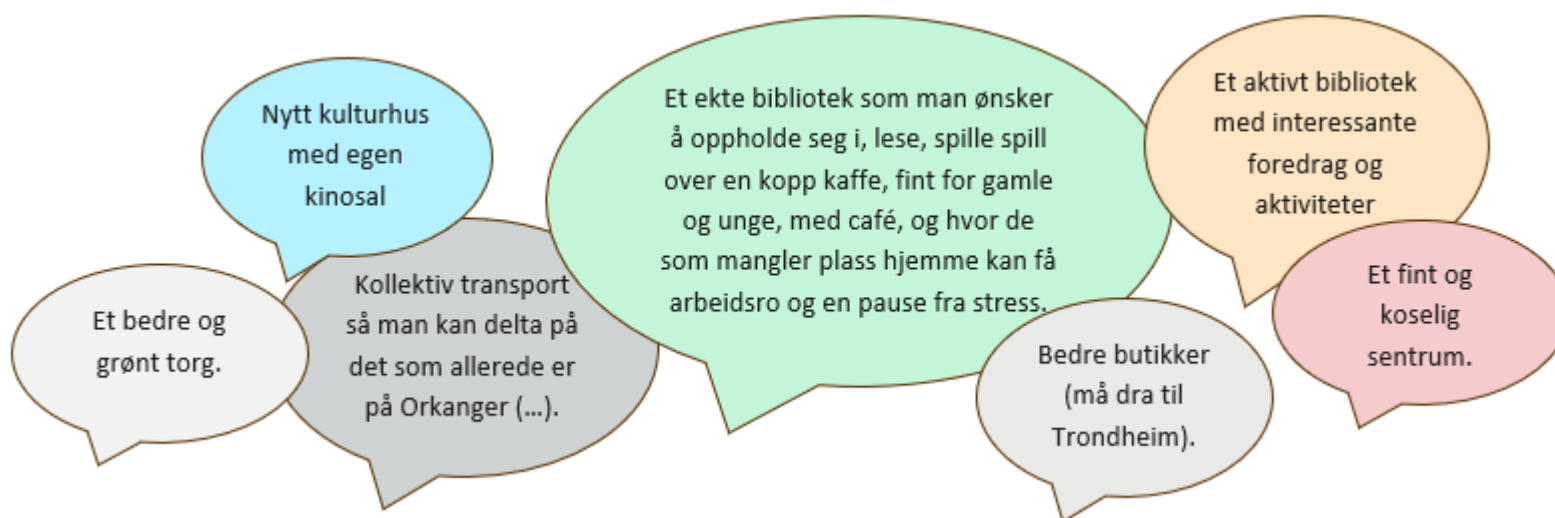 Nytt kulturhus
med egen
kinosal
Et bedre og
grønt torg.
Kollektiv transport
så man kan delta på
det som allerede er
på Orkanger (...).
Et ekte bibliotek som man ønsker
å oppholde seg i, lese, spille spill
over en kopp kaffe, fint for gamle
og unge, med café, og hvor de
som mangler plass hjemme kan få
arbeidsro og en pause fra stress.
Bedre butikker
(må dra til
Trondheim).
Et aktivt bibliotek
med interessante
foredrag og
aktiviteter
Et fint og
koselig
sentrum.